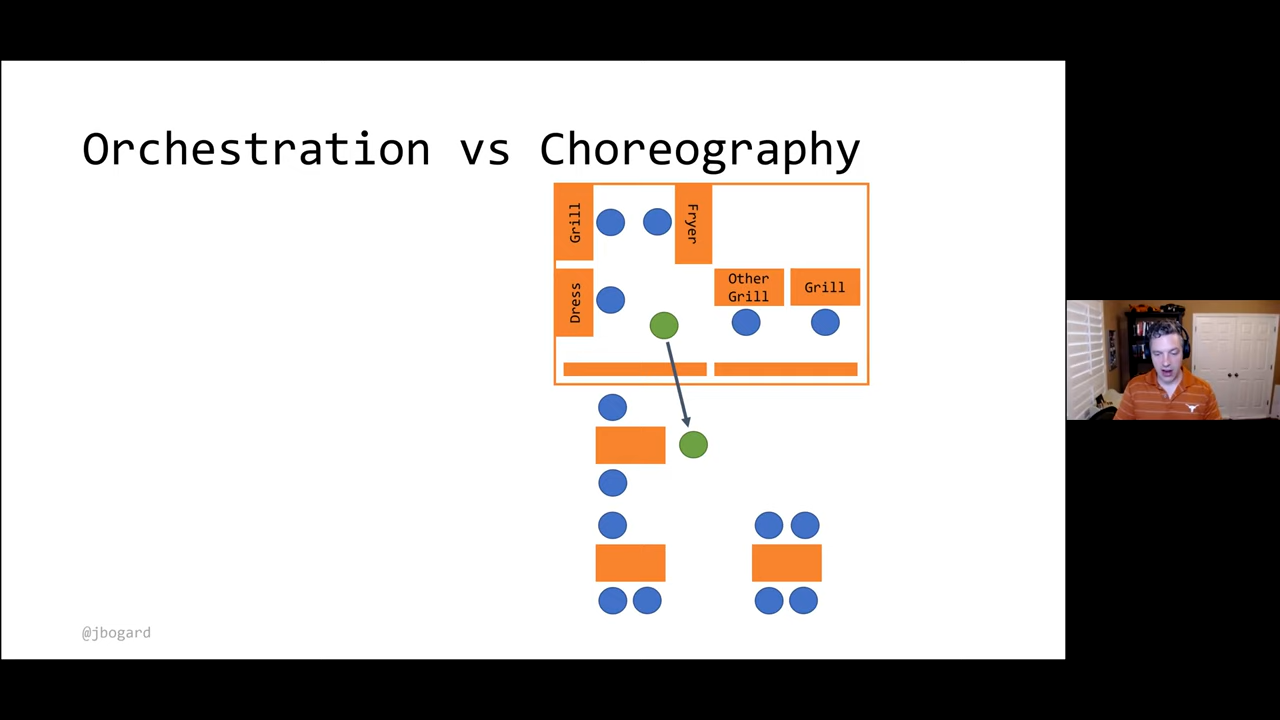 Orchestration vs Choreography
Grill
Fryer
Dress
Other
Grill
Grill
@jbogard